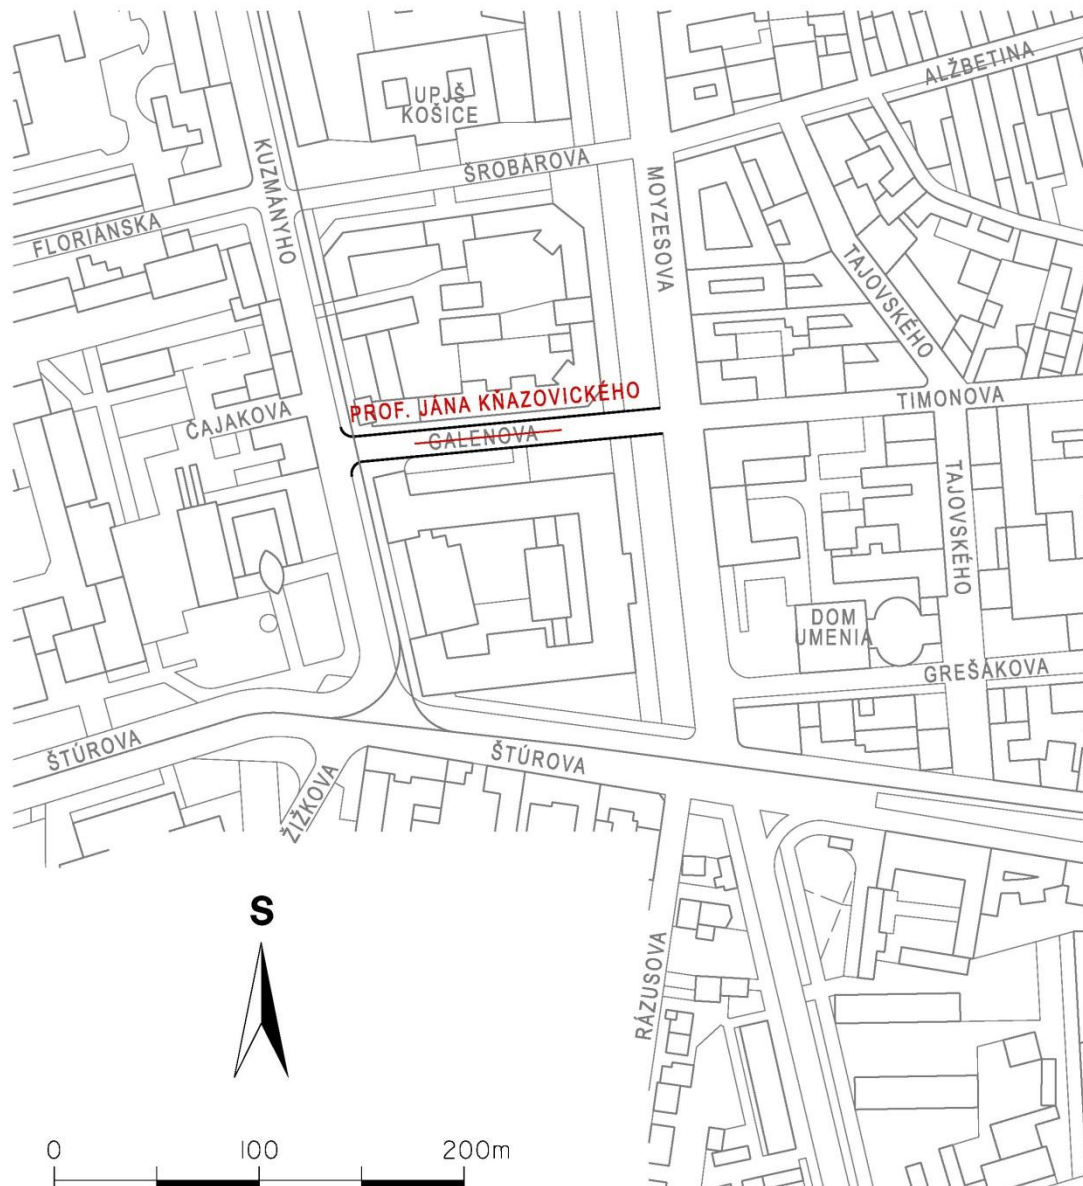 ALŽBETINA
UPJŠ
KOŠICE
ŠROBÁROVA
KUZMÁNYHO
MOYZESOVA
FLORIÁNSKA
TAJOVSKÉHO
PROF. JÁNA KŇAZOVICKÉHO
TIMONOVA
ČAJAKOVA
GALENOVA
TAJOVSKÉHO
DOM
UMENIA
GREŠÁKOVA
ŠTÚROVA
ŠTÚROVA
ŽIŽKOVA
S
RÁZUSOVA
0 100 200m